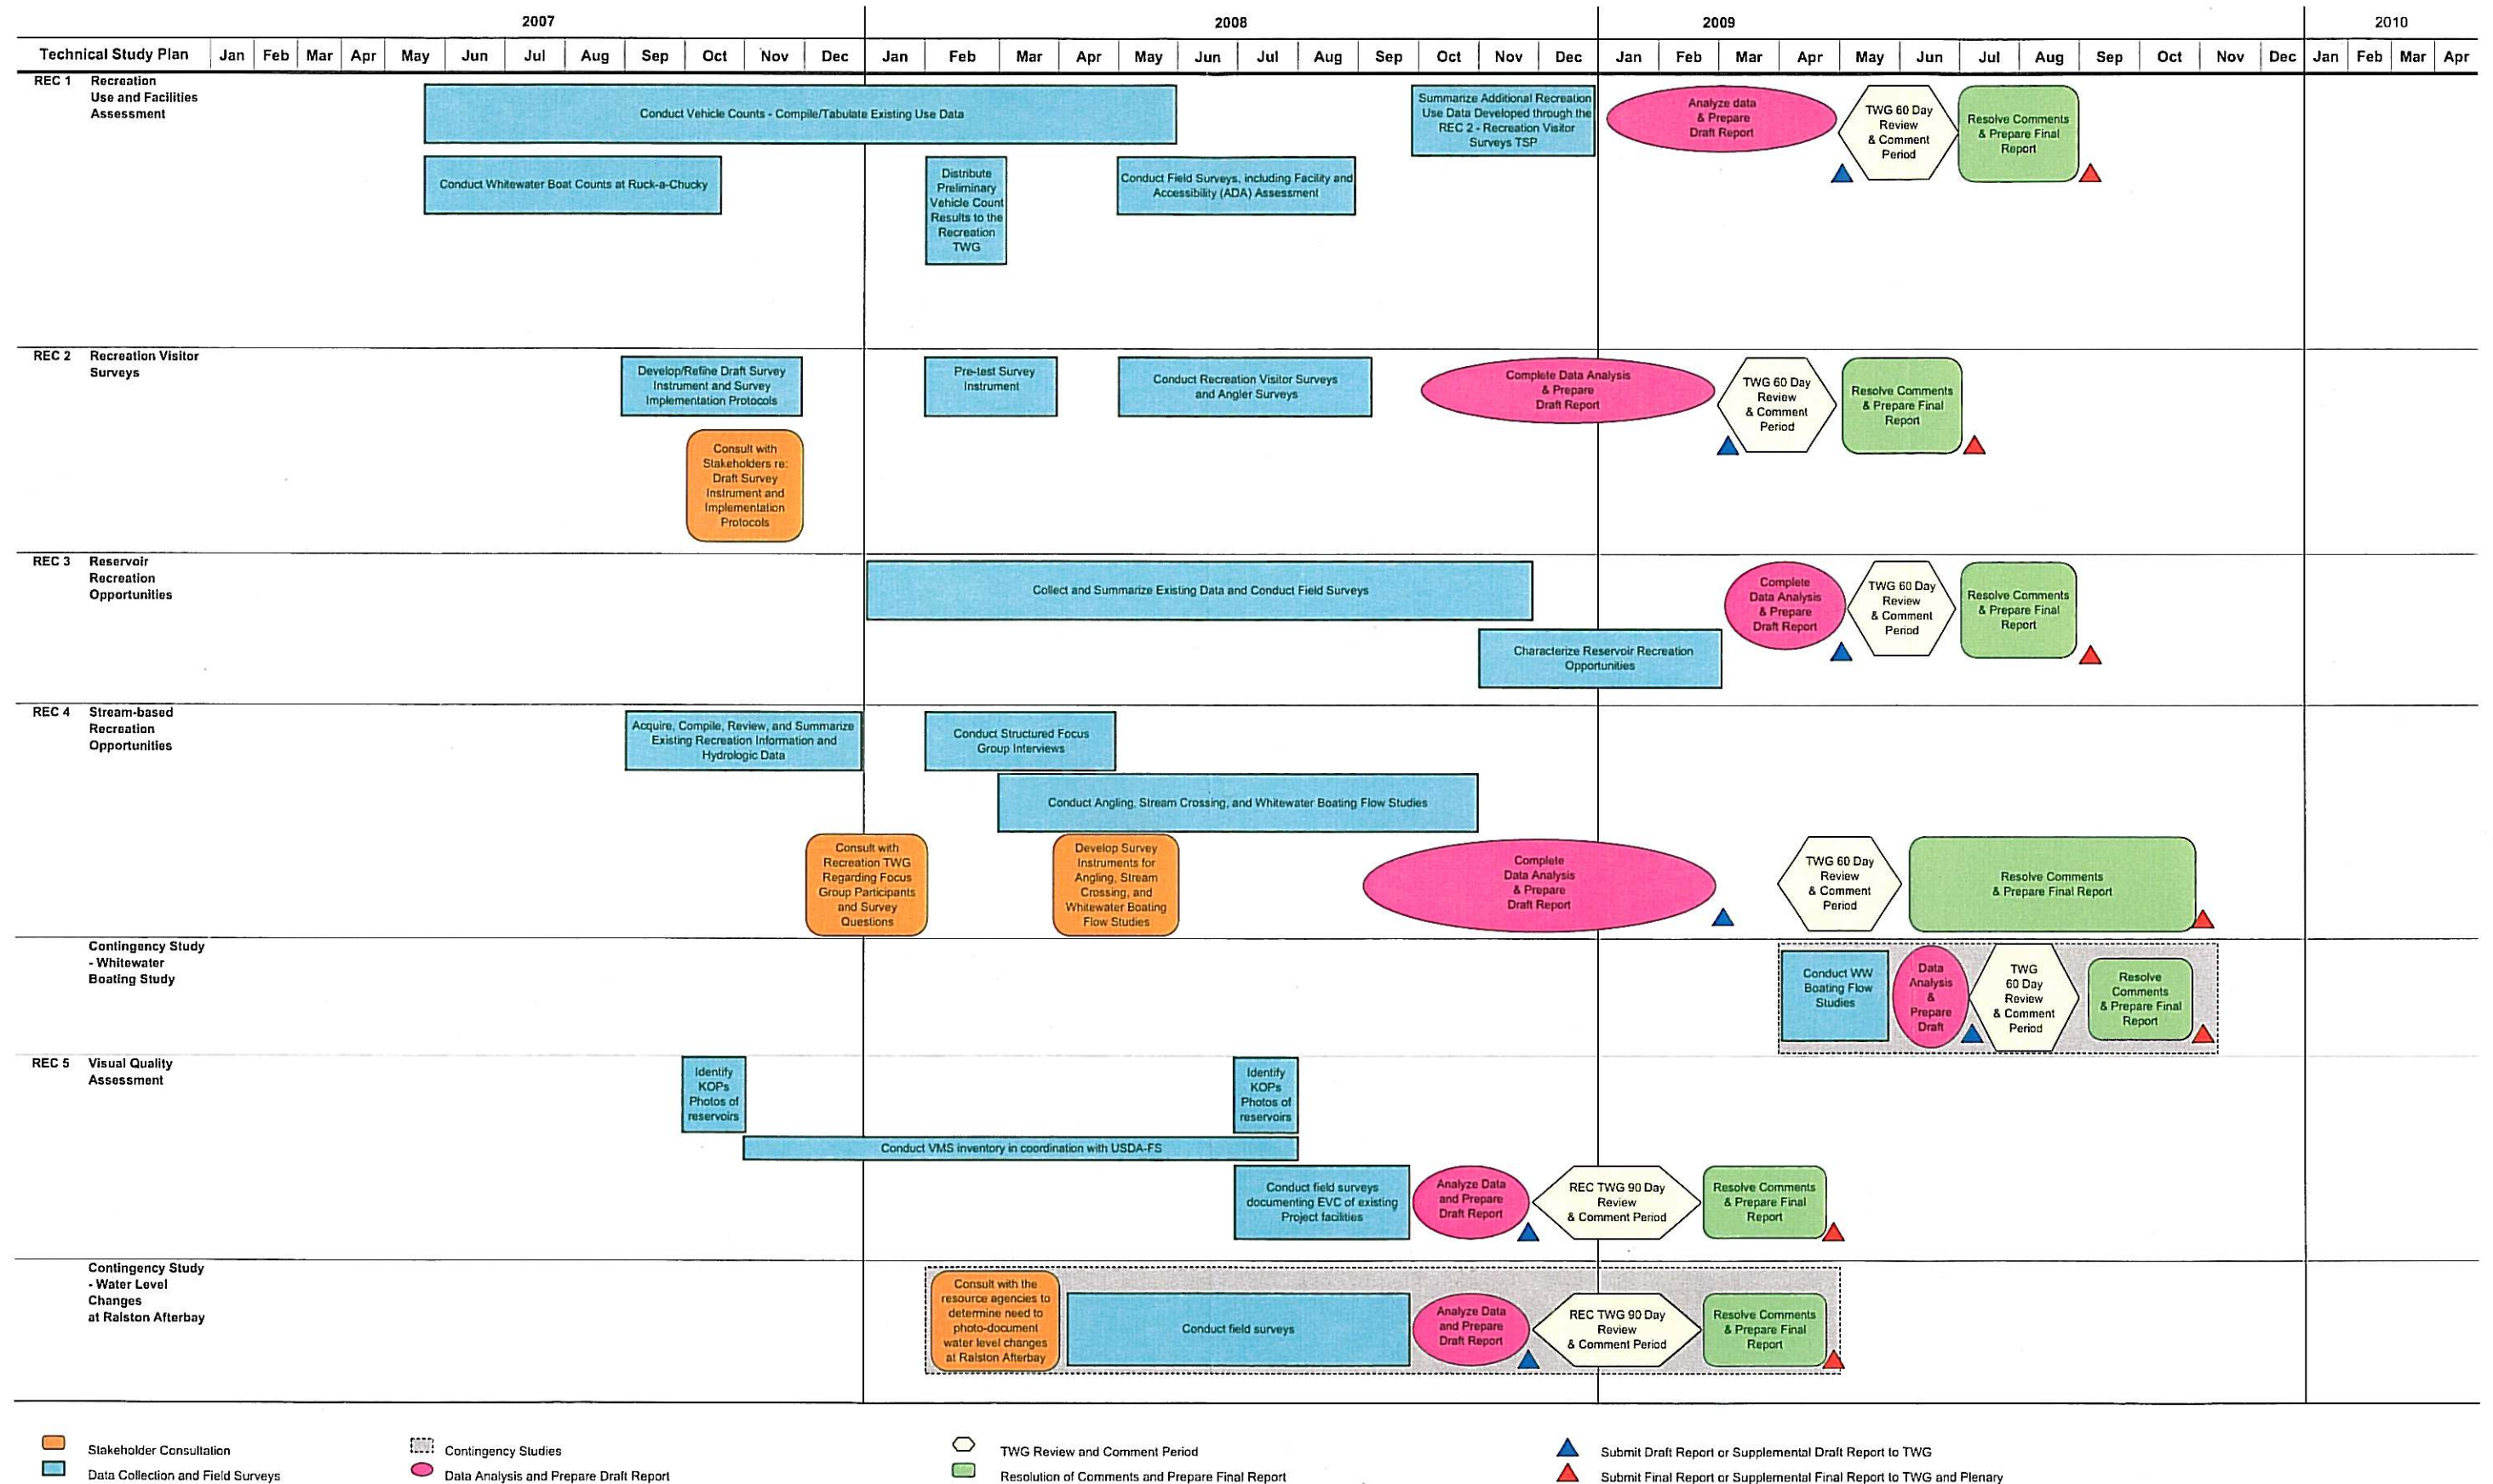 2007 2008 2009 2010
Technical Study Plan Jan Feb Mar Apr May Jun Jul Aug Sep Oct Nov Dec Jan Feb Mar Apr May Jun Jul Aug Sep Oct Nov Dec Jan Feb Mar Apr May Jun Jul Aug Sep Oct Nov Dec Jan Feb Mar Apr
REC 1 Recreation
Use and Facilities
Assessment
Conduct Vehicle Counts - Compile/Tabulate Existing Use Data
Summarize Additional Recreation
Use Data Developed through the
REC 2 - Recreation Visitor
Surveys TSP
Analyze data
& Prepare
Draft Report
TWG 60 Day
Review
& Comment
Period
Resolve Comments
& Prepare Final
Report
Conduct Whitewater Boat Counts at Ruck-a-Chucky
Distribute
Preliminary
Vehicle Count
Results to the
Recreation
TWG
Conduct Field Surveys, including Facility and
Accessibility (ADA) Assessment
REC 2 Recreation Visitor
Surveys
Develop/Refine Draft Survey
Instrument and Survey
Implementation Protocols
Pre-test Survey
Instrument
Conduct Recreation Visitor Surveys
and Angler Surveys
Complete Data Analysis
& Prepare
Draft Report
TWG 60 Day
Review
& Comment
Period
Resolve Comments
& Prepare Final
Report
Consult with
Stakeholders re:
Draft Survey
Instrument and
Implementation
Protocols
REC 3 Reservoir
Recreation
Opportunities
Collect and Summarize Existing Data and Conduct Field Surveys
Complete
Data Analysis
& Prepare
Draft Report
TWG 60 Day
Review
& Comment
Period
Resolve Comments
& Prepare Final
Report
Characterize Reservoir Recreation
Opportunities
REC 4 Stream-based
Recreation
Opportunities
Acquire, Compile, Review, and Summarize
Existing Recreation Information and
Hydrologic Data
Conduct Structured Focus
Group Interviews
Conduct Angling, Stream Crossing, and Whitewater Boating Flow Studies
Consult with
Recreation TWG
Regarding Focus
Group Participants
and Survey
Questions
Develop Survey
Instruments for
Angling, Stream
Crossing, and
Whitewater Boating
Flow Studies
Complete
Data Analysis
& Prepare
Draft Report
TWG 60 Day
Review
& Comment
Period
Resolve Comments
& Prepare Final Report
Contingency Study
- Whitewater
Boating Study
Conduct WW
Boating Flow
Studies
Data
Analysis
&
Prepare
Draft
TWG
60 Day
Review
& Comment
Period
Resolve
Comments
& Prepare Final
Report
REC 5 Visual Quality
Assessment
Identify
KOPs
Photos of
reservoirs
Identify
KOPs
Photos of
reservoirs
Conduct VMS inventory in coordination with USDA-FS
Conduct field surveys
documenting EVC of existing
Project facilities
Analyze Data
and Prepare
Draft Report
REC TWG 90 Day
Review
& Comment Period
Resolve Comments
& Prepare Final
Report
Contingency Study
- Water Level
Changes
at Ralston Afterbay
Consult with the
resource agencies to
determine need to
photo-document
water level changes
at Ralston Afterbay
Conduct field surveys
Analyze Data
and Prepare
Draft Report
REC TWG 90 Day
Review
& Comment Period
Resolve Comments
& Prepare Final
Report
Stakeholder Consultation
Data Collection and Field Surveys
Contingency Studies
Data Analysis and Prepare Draft Report
TWG Review and Comment Period
Resolution of Comments and Prepare Final Report
Submit Draft Report or Supplemental Draft Report to TWG
Submit Final Report or Supplemental Final Report to TWG and Plenary